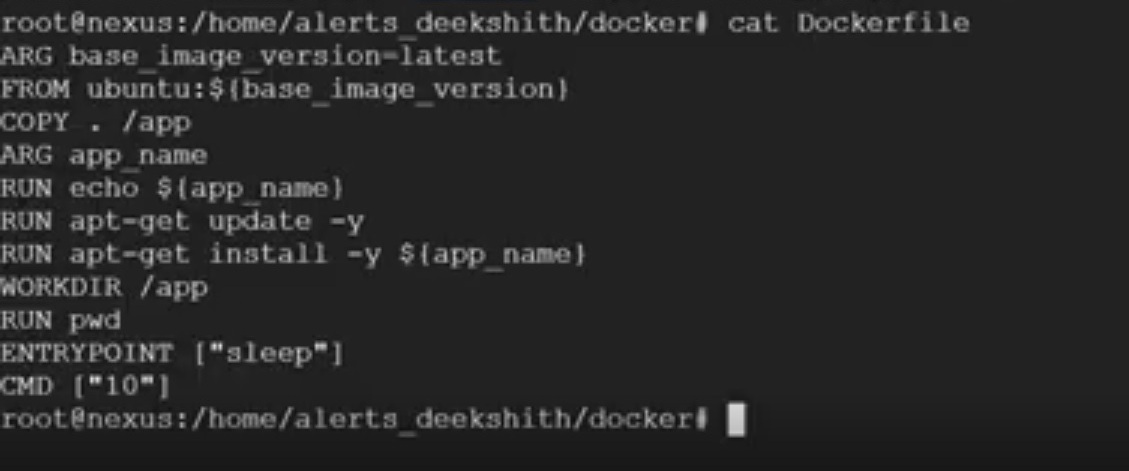 root@nexus:/home/alerts_deekshith/docker# cat Dockerfile
ARG base_image_version=latest
FROM ubuntu:${base_image_version}
COPY . /app
ARG app_name
RUN echo ${app_name}
RUN apt-get update -y
RUN apt-get install -y ${app_name}
WORKDIR /app
RUN pwd
ENTRYPOINT ["sleep"]
CMD ["10"]
root@nexus:/home/alerts_deekshith/docker#